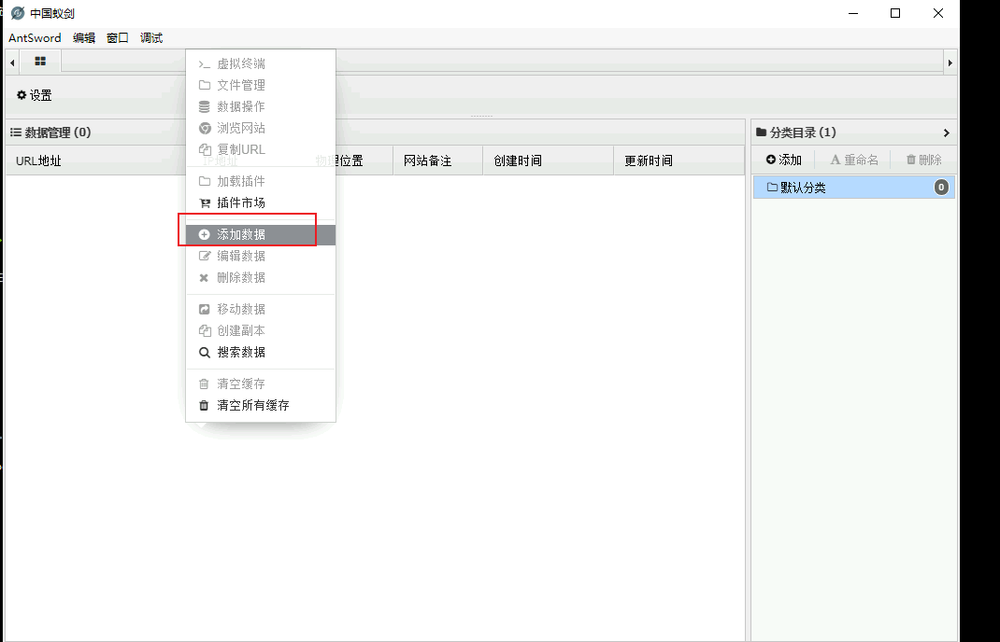 中国蚁剑
AntSword 编辑 窗口 调试
设置
数据管理 (0)
URL地址 IP地址 物理位置 网站备注 创建时间 更新时间
虚拟终端
文件管理
数据操作
浏览网站
复制URL
加载插件
插件市场
添加数据
编辑数据
删除数据
移动数据
创建副本
搜索数据
清空缓存
清空所有缓存
分类目录 (1)
添加 重命名 删除
默认分类 0